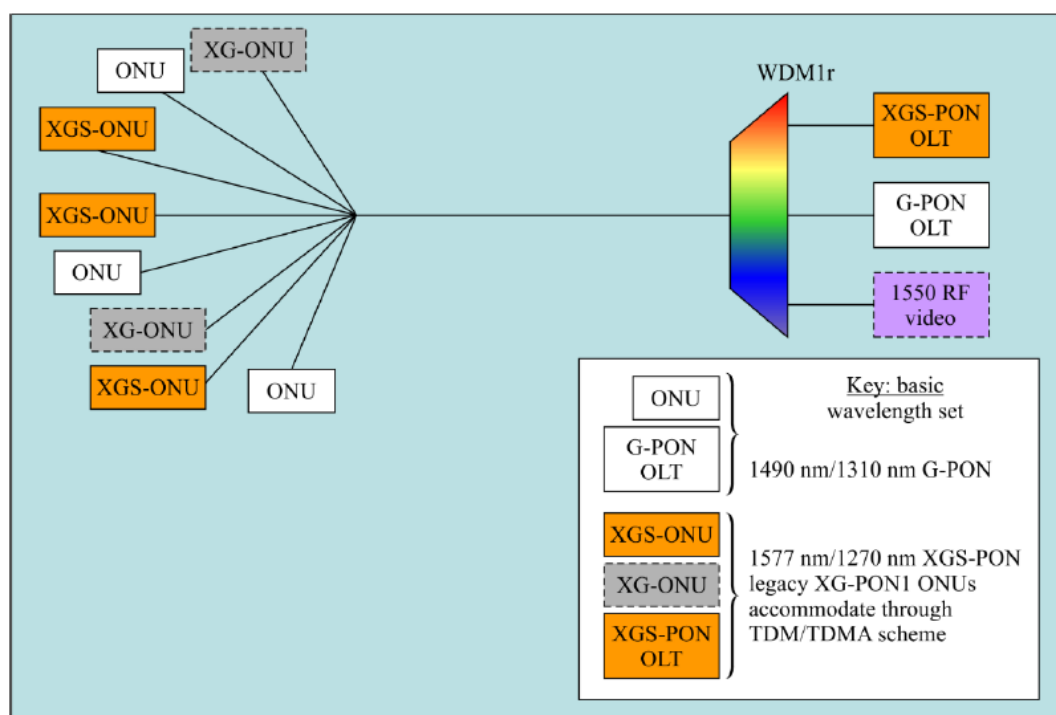 XG-ONU
ONU
XGS-ONU
XGS-ONU
ONU
XG-ONU
XGS-ONU
ONU
WDM1r
XGS-PON
OLT
G-PON
OLT
1550 RF
video
Key: basic
wavelength set
ONU
G-PON
OLT
1490 nm/1310 nm G-PON
XGS-ONU
XG-ONU
XGS-PON
OLT
1577 nm/1270 nm XGS-PON
legacy XG-PON1 ONUs
accommodate through
TDM/TDMA scheme